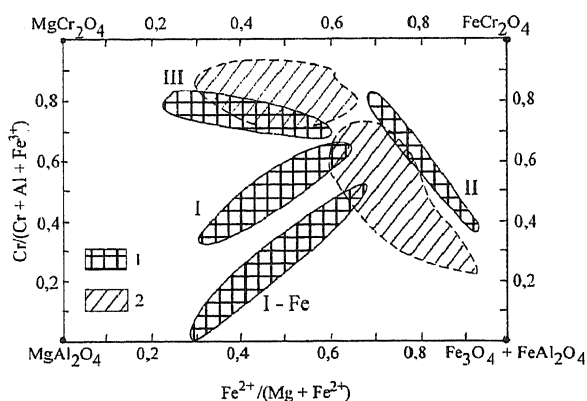 MgCr₂O₄ 0,2 0,4 0,6 0,8 FeCr₂O₄
III
0,8 0,8
0,6 0,6
I II
0,4 0,4
1
0,2 0,2
2 I - Fe
MgAl₂O₄ 0,2 0,4 0,6 0,8 Fe₃O₄ + FeAl₂O₄
Fe²⁺/(Mg + Fe²⁺)
Cr/(Cr + Al + Fe³⁺)